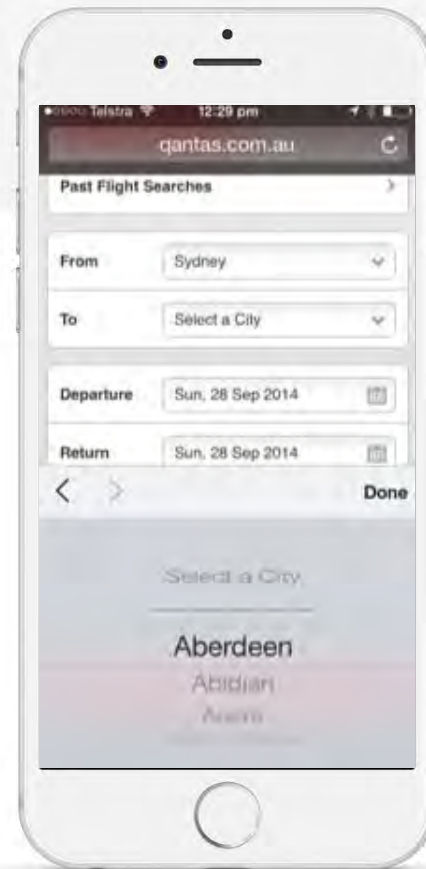 Telstra 12:29 pm
qantas.com.au
Past Flight Searches
From Sydney
To Select a City
Departure Sun, 28 Sep 2014
Return Sun, 28 Sep 2014
Done
Select a City
Aberdeen
Abidjan
Accra